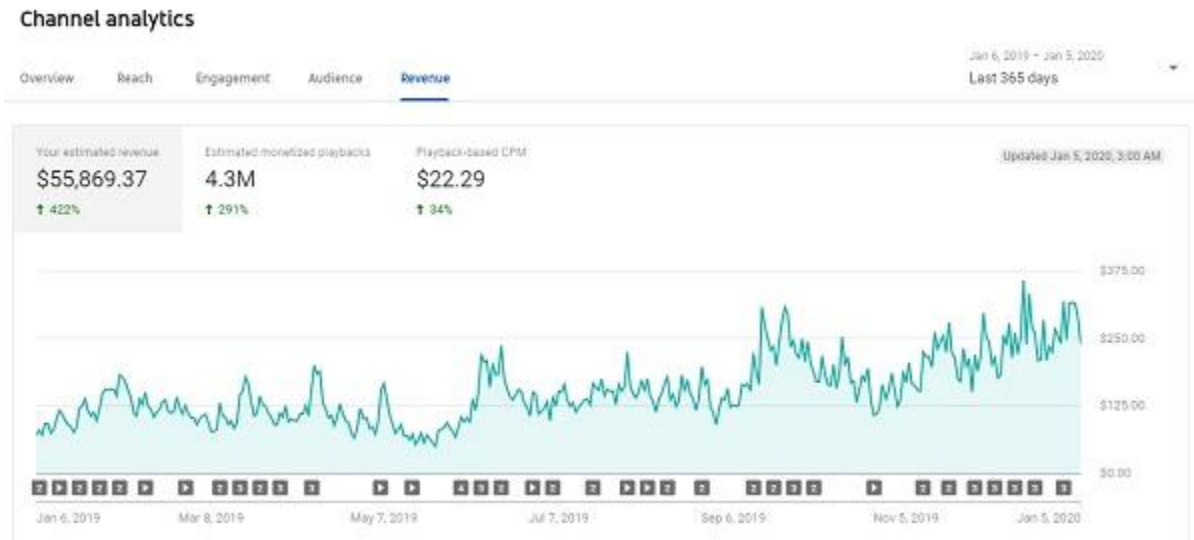 Channel analytics
Jan 6, 2019 – Jan 5, 2020
Overview Reach Engagement Audience Revenue Last 365 days
Your estimated revenue Estimated monetized playbacks Playback-based CPM Updated Jan 5, 2020, 3:00 AM
$55,869.37 4.3M $22.29
↑ 422% ↑ 291% ↑ 34%
$375.00
$250.00
$125.00
$0.00
Jan 6, 2019 Mar 8, 2019 May 7, 2019 Jul 7, 2019 Sep 6, 2019 Nov 5, 2019 Jan 5, 2020